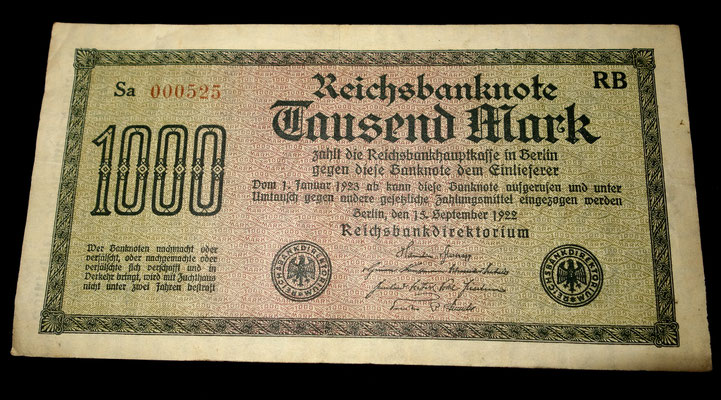 Sa 000525
Reichsbanknote
RB
Tausend Mark
1000
zahlt die Reichsbankhauptkasse in Berlin
gegen diese Banknote dem Einlieferer
Vom 1. Januar 1923 ab kann diese Banknote aufgerufen und unter
Umtausch gegen andere gesetzliche Zahlungsmittel eingezogen werden
Berlin, den 15. September 1922
Reichsbankdirektorium
Wer Banknoten nachmacht oder
verfälscht, oder nachgemachte oder
verfälschte sich verschafft und in
Verkehr bringt, wird mit Zuchthaus
nicht unter zwei Jahren bestraft
REICHSBANKDIREKTORIUM
REICHSBANKDIREKTORIUM